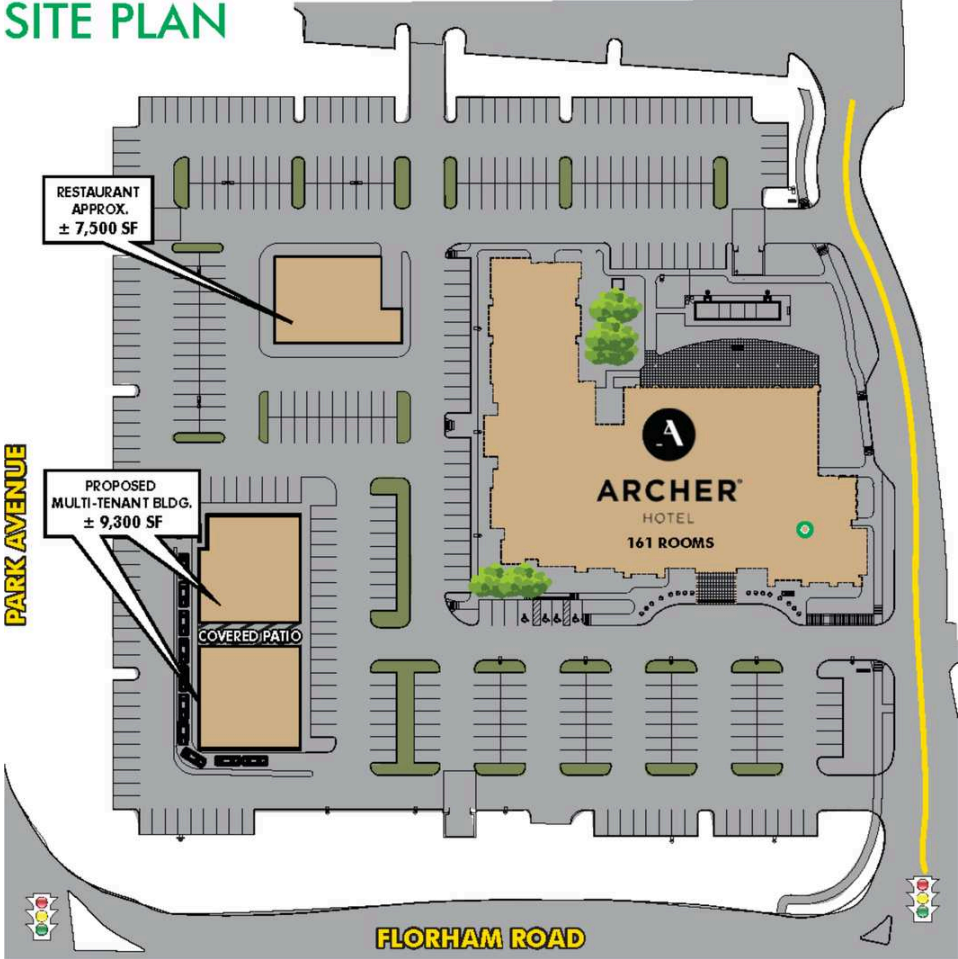 SITE PLAN
RESTAURANT
APPROX.
± 7,500 SF
PARK AVENUE
PROPOSED
MULTI-TENANT BLDG.
± 9,300 SF
COVERED PATIO
A
ARCHER®
HOTEL
161 ROOMS
FLORHAM ROAD